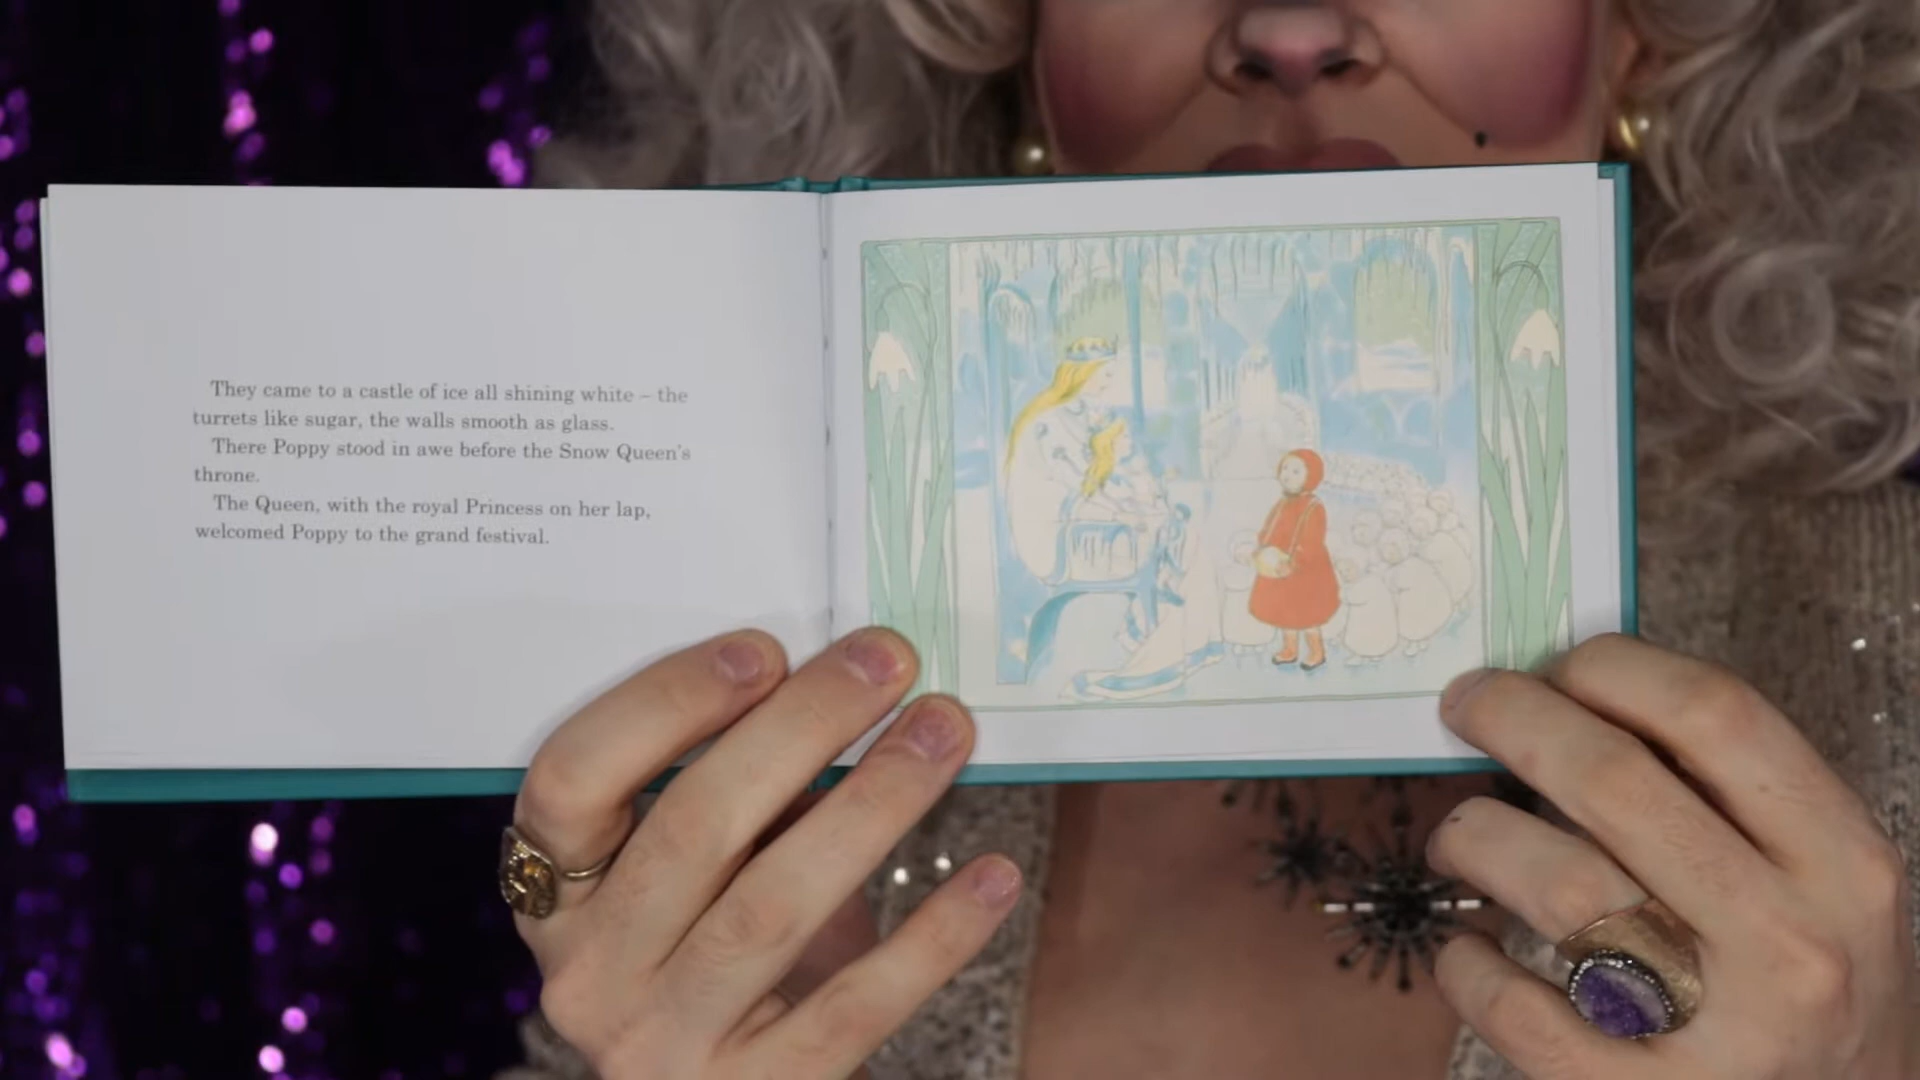 They came to a castle of ice all shining white – the
turrets like sugar, the walls smooth as glass.
There Poppy stood in awe before the Snow Queen's
throne.
The Queen, with the royal Princess on her lap,
welcomed Poppy to the grand festival.